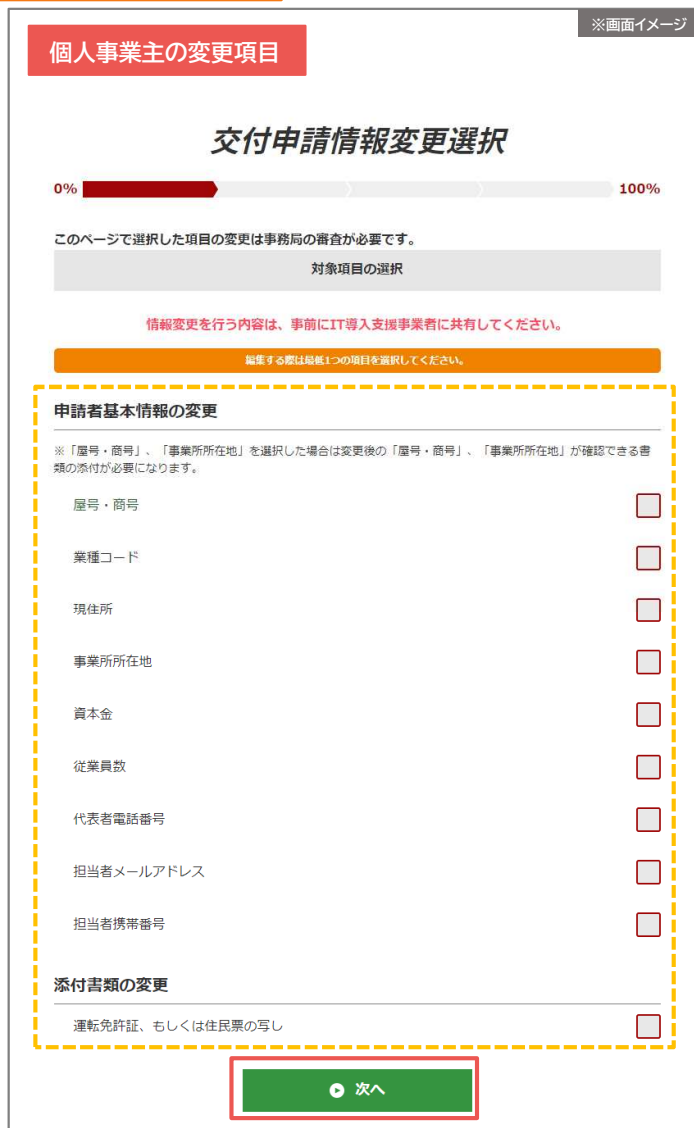 ※画面イメージ
個人事業主の変更項目
交付申請情報変更選択
0%
100%
このページで選択した項目の変更は事務局の審査が必要です。
対象項目の選択
情報変更を行う内容は、事前にIT導入支援事業者に共有してください。
編集する際は最低1つの項目を選択してください。
申請者基本情報の変更
※「屋号・商号」、「事業所所在地」を選択した場合は変更後の「屋号・商号」、「事業所所在地」が確認できる書
類の添付が必要になります。
屋号・商号
業種コード
現住所
事業所所在地
資本金
従業員数
代表者電話番号
担当者メールアドレス
担当者携帯番号
添付書類の変更
運転免許証、もしくは住民票の写し
次へ